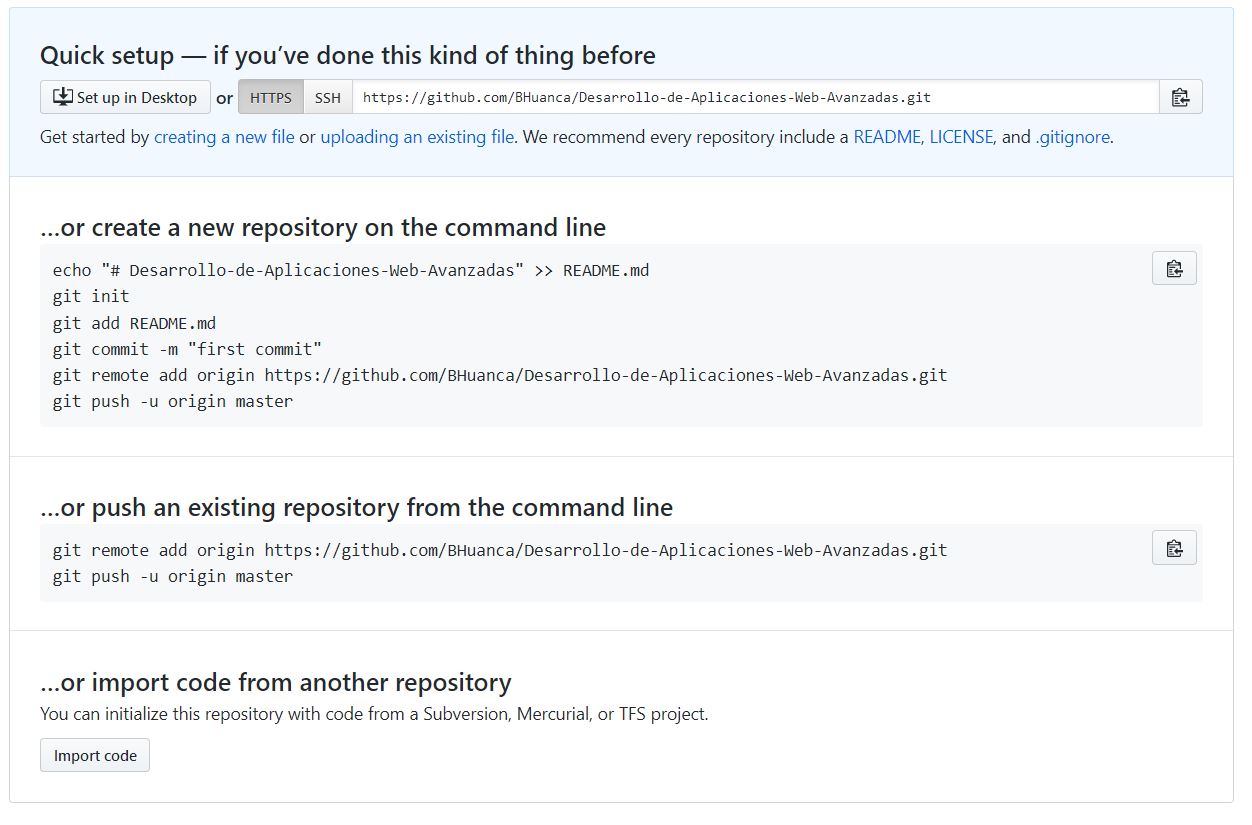 Quick setup — if you’ve done this kind of thing before
Set up in Desktop or HTTPS SSH https://github.com/BHuanca/Desarrollo-de-Aplicaciones-Web-Avanzadas.git
Get started by creating a new file or uploading an existing file. We recommend every repository include a README, LICENSE, and .gitignore.
…or create a new repository on the command line
echo "# Desarrollo-de-Aplicaciones-Web-Avanzadas" >> README.md
git init
git add README.md
git commit -m "first commit"
git remote add origin https://github.com/BHuanca/Desarrollo-de-Aplicaciones-Web-Avanzadas.git
git push -u origin master
…or push an existing repository from the command line
git remote add origin https://github.com/BHuanca/Desarrollo-de-Aplicaciones-Web-Avanzadas.git
git push -u origin master
…or import code from another repository
You can initialize this repository with code from a Subversion, Mercurial, or TFS project.
Import code